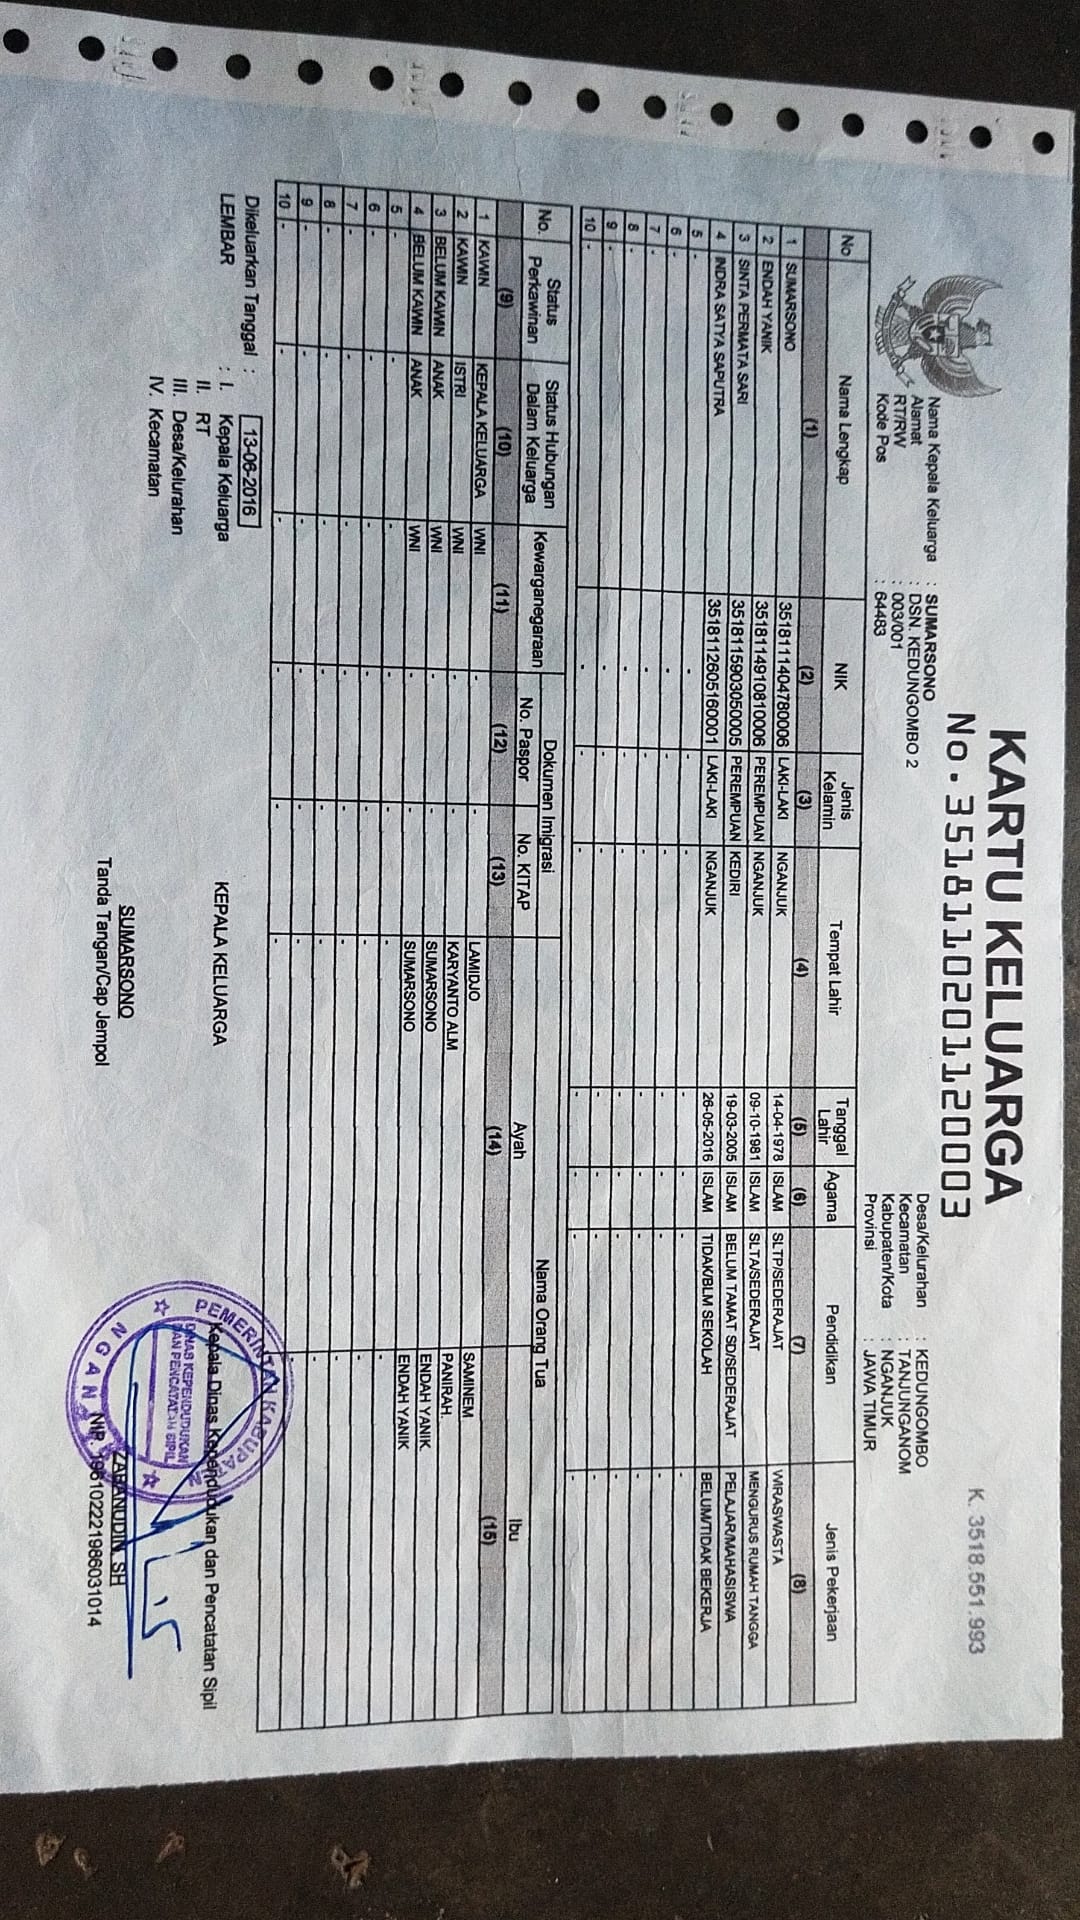 KARTU KELUARGA
No.3518110201120003
K. 3518.551.993
Nama Kepala Keluarga : SUMARSONO
Alamat : DSN. KEDUNGOMBO 2
RT/RW : 003/001
Kode Pos : 64483
Desa/Kelurahan : KEDUNGOMBO
Kecamatan : TANJUNGANOM
Kabupaten/Kota : NGANJUK
Provinsi : JAWA TIMUR
No Nama Lengkap NIK Jenis Kelamin Tempat Lahir Tanggal Lahir Agama Pendidikan Jenis Pekerjaan
(1) (2) (3) (4) (5) (6) (7) (8)
1 SUMARSONO 3518111404780006 LAKI-LAKI NGANJUK 14-04-1978 ISLAM SLTP/SEDERAJAT WIRASWASTA
2 ENDAH YANIK 3518114910810006 PEREMPUAN NGANJUK 09-10-1981 ISLAM SLTA/SEDERAJAT MENGURUS RUMAH TANGGA
3 SINTA PERMATA SARI 3518115903050005 PEREMPUAN KEDIRI 19-03-2005 ISLAM BELUM TAMAT SD/SEDERAJAT PELAJAR/MAHASISWA
4 INDRA SATYA SAPUTRA 3518112605160001 LAKI-LAKI NGANJUK 26-05-2016 ISLAM TIDAK/BLM SEKOLAH BELUM/TIDAK BEKERJA
5 - - - - - - - -
6 - - - - - - - -
7 - - - - - - - -
8 - - - - - - - -
9 - - - - - - - -
10 - - - - - - - -
No. Status Perkawinan Status Hubungan Dalam Keluarga Kewarganegaraan Dokumen Imigrasi Nama Orang Tua
No. Paspor No. KITAP Ayah Ibu
(9) (10) (11) (12) (13) (14) (15)
1 KAWIN KEPALA KELUARGA WNI - - LAMIDJO SAMINEM
2 KAWIN ISTRI WNI - - KARYANTO ALM PANIRAH.
3 BELUM KAWIN ANAK WNI - - SUMARSONO ENDAH YANIK
4 BELUM KAWIN ANAK WNI - - SUMARSONO ENDAH YANIK
5 - - - - - - -
6 - - - - - - -
7 - - - - - - -
8 - - - - - - -
9 - - - - - - -
10 - - - - - - -
Dikeluarkan Tanggal : 13-06-2016
LEMBAR : I. Kepala Keluarga
II. RT
III. Desa/Kelurahan
IV. Kecamatan
KEPALA KELUARGA
SUMARSONO
Tanda Tangan/Cap Jempol
Kepala Dinas Kependudukan dan Pencatatan Sipil
PEMERINTAH KABUPATEN
DINAS KEPENDUDUKAN
DAN PENCATATAN SIPIL
NGANJUK
ZABANUDIN, SH
NIP. 196102221986031014